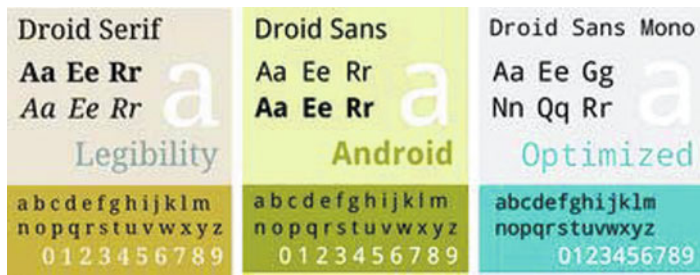 Droid Serif
Aa Ee Rr
Aa Ee Rr
a
Legibility
abcdefghijklm
nopqrstuvwxyz
0123456789
Droid Sans
Aa Ee Rr
Aa Ee Rr
a
Android
abcdefghijklm
nopqrstuvwxyz
0123456789
Droid Sans Mono
Aa Ee Gg
Nn Qq Rr
a
Optimized
abcdefghijklm
nopqrstuvwxyz
0123456789